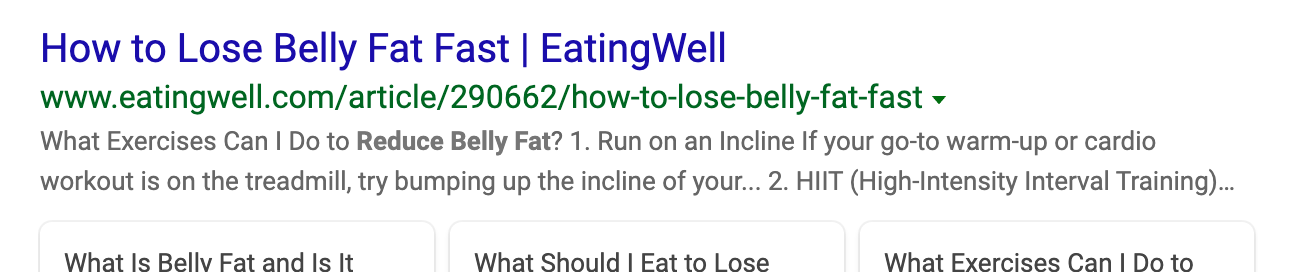 How to Lose Belly Fat Fast | EatingWell
www.eatingwell.com/article/290662/how-to-lose-belly-fat-fast
What Exercises Can I Do to Reduce Belly Fat? 1. Run on an Incline If your go-to warm-up or cardio
workout is on the treadmill, try bumping up the incline of your... 2. HIIT (High-Intensity Interval Training)...
What Is Belly Fat and Is It What Should I Eat to Lose What Exercises Can I Do to